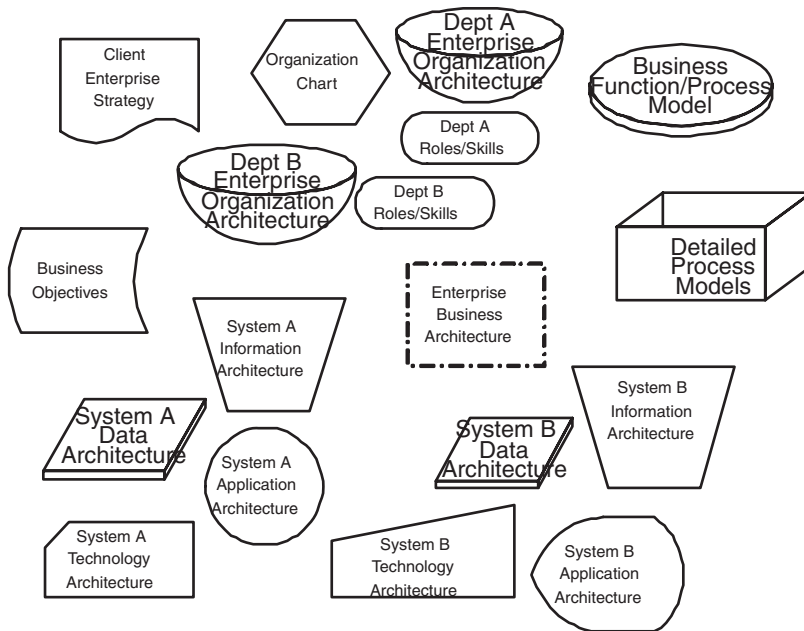 Client
Enterprise
Strategy
Organization
Chart
Dept A
Enterprise
Organization
Architecture
Business
Function/Process
Model
Dept A
Roles/Skills
Dept B
Enterprise
Organization
Architecture
Dept B
Roles/Skills
Detailed
Process
Models
Business
Objectives
Enterprise
Business
Architecture
System A
Information
Architecture
System B
Information
Architecture
System A
Data
Architecture
System B
Data
Architecture
System A
Application
Architecture
System A
Technology
Architecture
System B
Technology
Architecture
System B
Application
Architecture